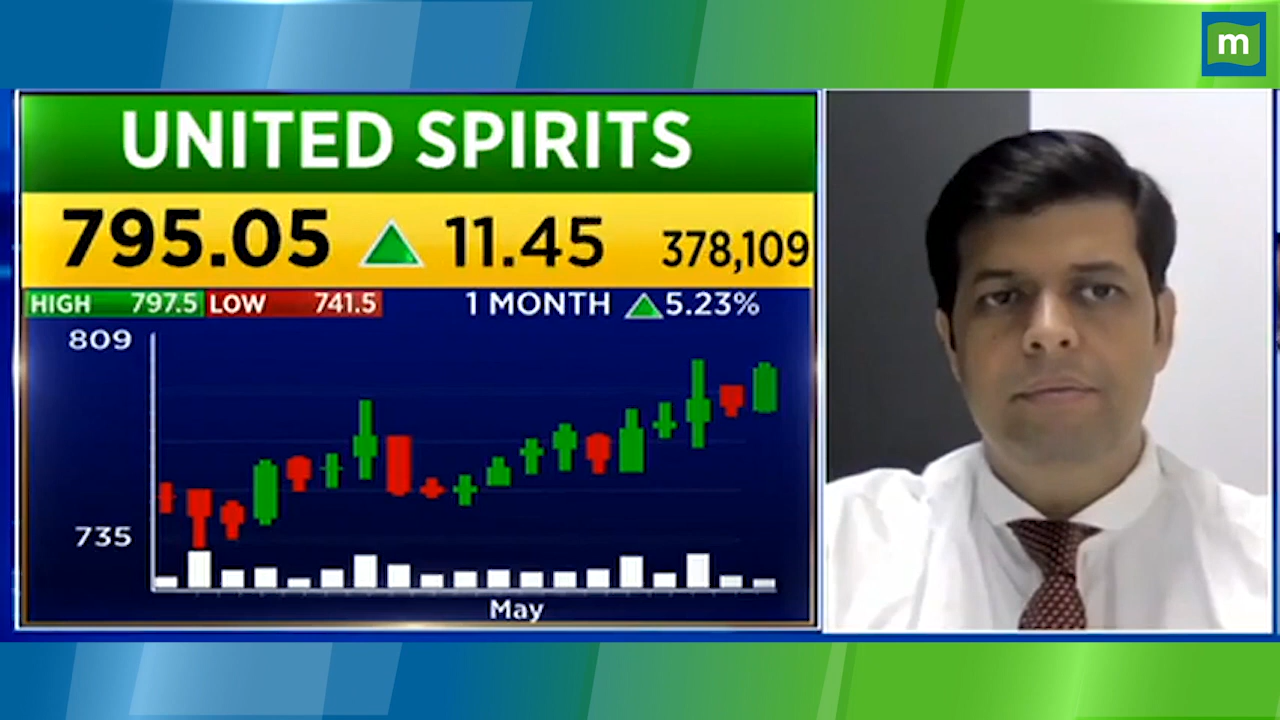 m
UNITED SPIRITS
795.05 ▲ 11.45 378,109
HIGH 797.5 LOW 741.5 1 MONTH ▲ 5.23%
809
735
May